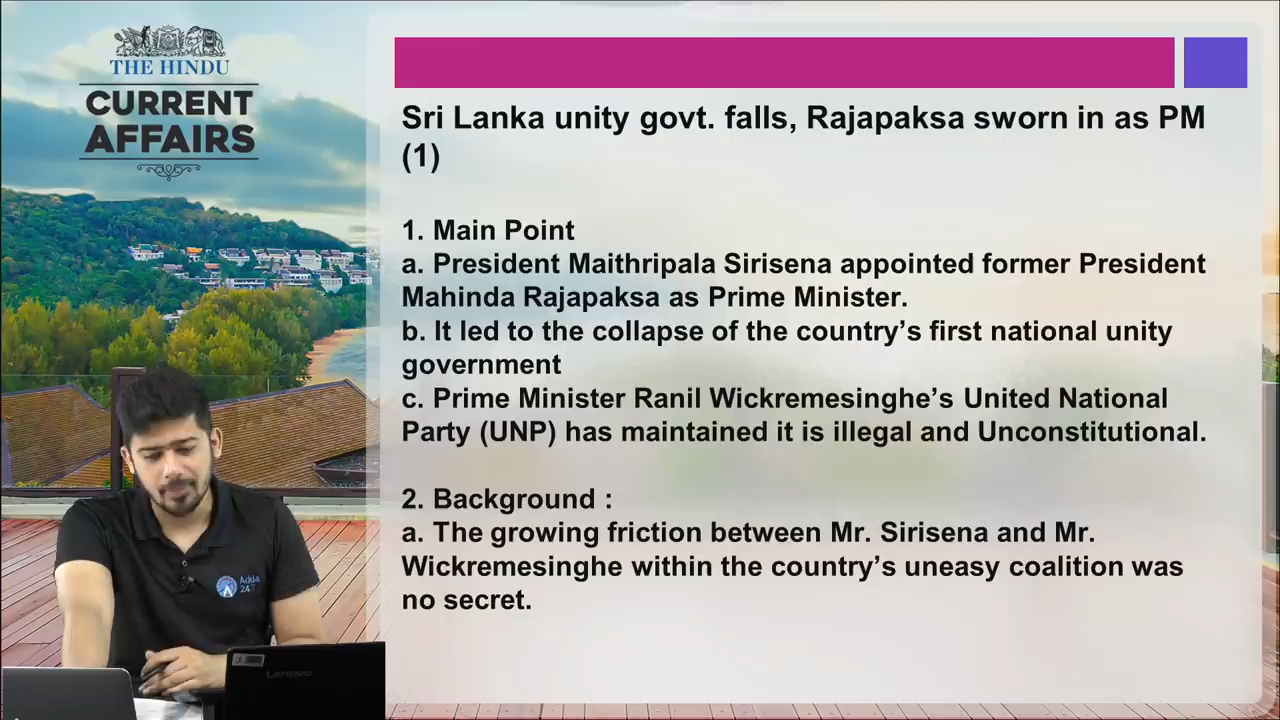 THE HINDU
CURRENT
AFFAIRS
Sri Lanka unity govt. falls, Rajapaksa sworn in as PM
(1)
1. Main Point
a. President Maithripala Sirisena appointed former President
Mahinda Rajapaksa as Prime Minister.
b. It led to the collapse of the country’s first national unity
government
c. Prime Minister Ranil Wickremesinghe’s United National
Party (UNP) has maintained it is illegal and Unconstitutional.
2. Background :
a. The growing friction between Mr. Sirisena and Mr.
Wickremesinghe within the country’s uneasy coalition was
no secret.
Adda
247
Lenovo